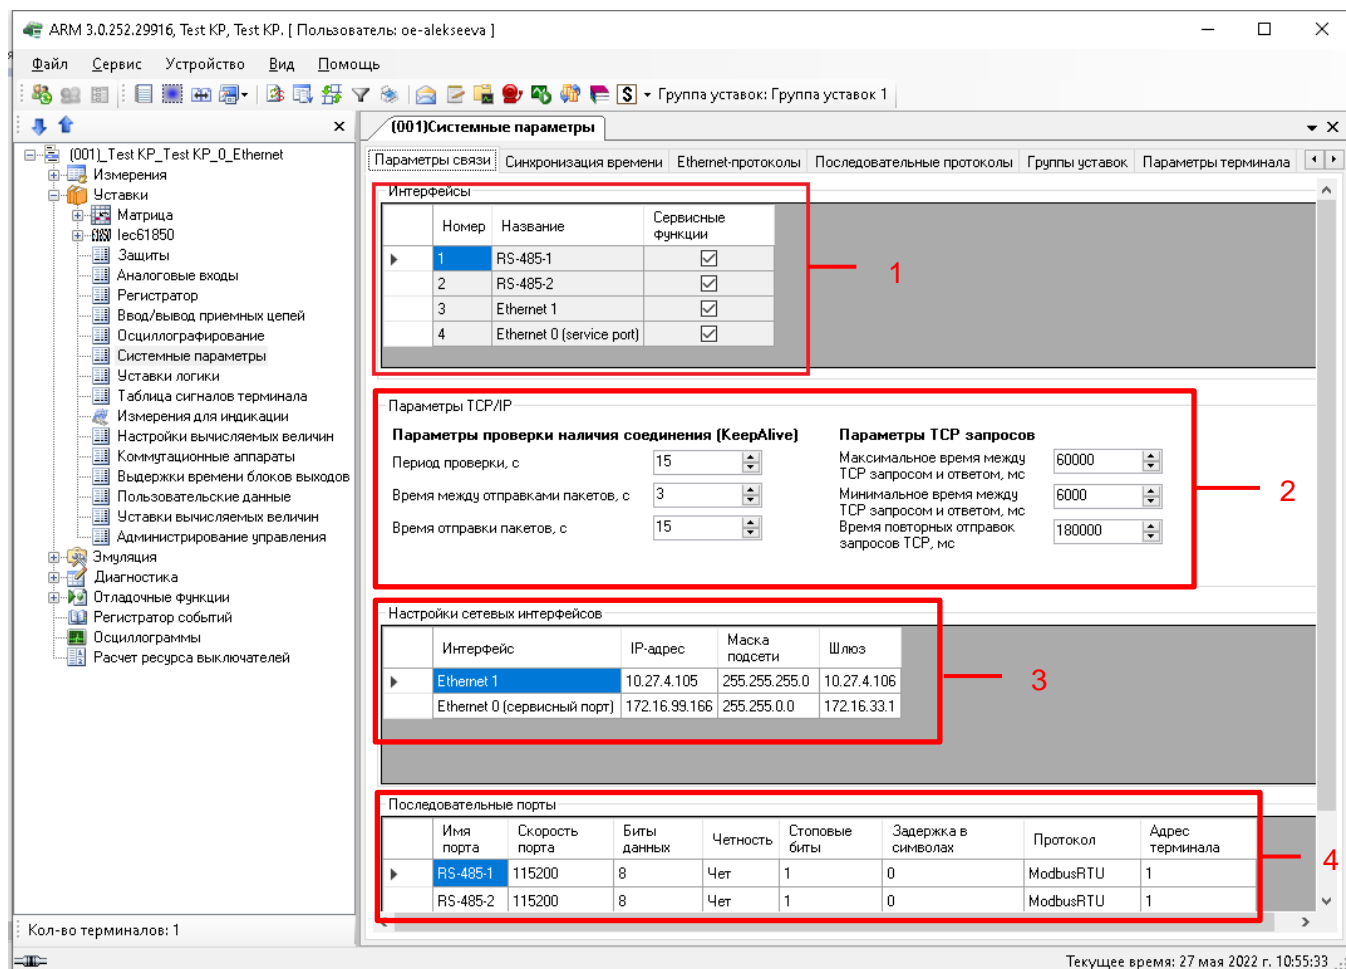 ARM 3.0.252.29916, Test KP, Test KP. [ Пользователь: oe-alekseeva ]
Файл Сервис Устройство Вид Помощь
S Группа уставок: Группа уставок 1
(001)_Test KP_Test KP_0_Ethernet
Измерения
Уставки
Матрица
Iec61850
Защиты
Аналоговые входы
Регистратор
Ввод/вывод приемных цепей
Осциллографирование
Системные параметры
Уставки логики
Таблица сигналов терминала
Измерения для индикации
Настройки вычисляемых величин
Коммутационные аппараты
Выдержки времени блоков выходов
Пользовательские данные
Уставки вычисляемых величин
Администрирование управления
Эмуляция
Диагностика
Отладочные функции
Регистратор событий
Осциллограммы
Расчет ресурса выключателей
Кол-во терминалов: 1
(001)Системные параметры
Параметры связи Синхронизация времени Ethernet-протоколы Последовательные протоколы Группы уставок Параметры терминала
Интерфейсы
Номер Название Сервисные функции
1 RS-485-1
2 RS-485-2
3 Ethernet 1
4 Ethernet 0 (service port)
1
Параметры TCP/IP
Параметры проверки наличия соединения (KeepAlive)
Период проверки, с 15
Время между отправками пакетов, с 3
Время отправки пакетов, с 15
Параметры TCP запросов
Максимальное время между
TCP запросом и ответом, мс 60000
Минимальное время между
TCP запросом и ответом, мс 6000
Время повторных отправок
запросов TCP, мс 180000
2
Настройки сетевых интерфейсов
Интерфейс IP-адрес Маска подсети Шлюз
Ethernet 1 10.27.4.105 255.255.255.0 10.27.4.106
Ethernet 0 (сервисный порт) 172.16.99.166 255.255.0.0 172.16.33.1
3
Последовательные порты
Имя порта Скорость порта Биты данных Четность Стоповые биты Задержка в символах Протокол Адрес терминала
RS-485-1 115200 8 Чет 1 0 ModbusRTU 1
RS-485-2 115200 8 Чет 1 0 ModbusRTU 1
4
Текущее время: 27 мая 2022 г. 10:55:33